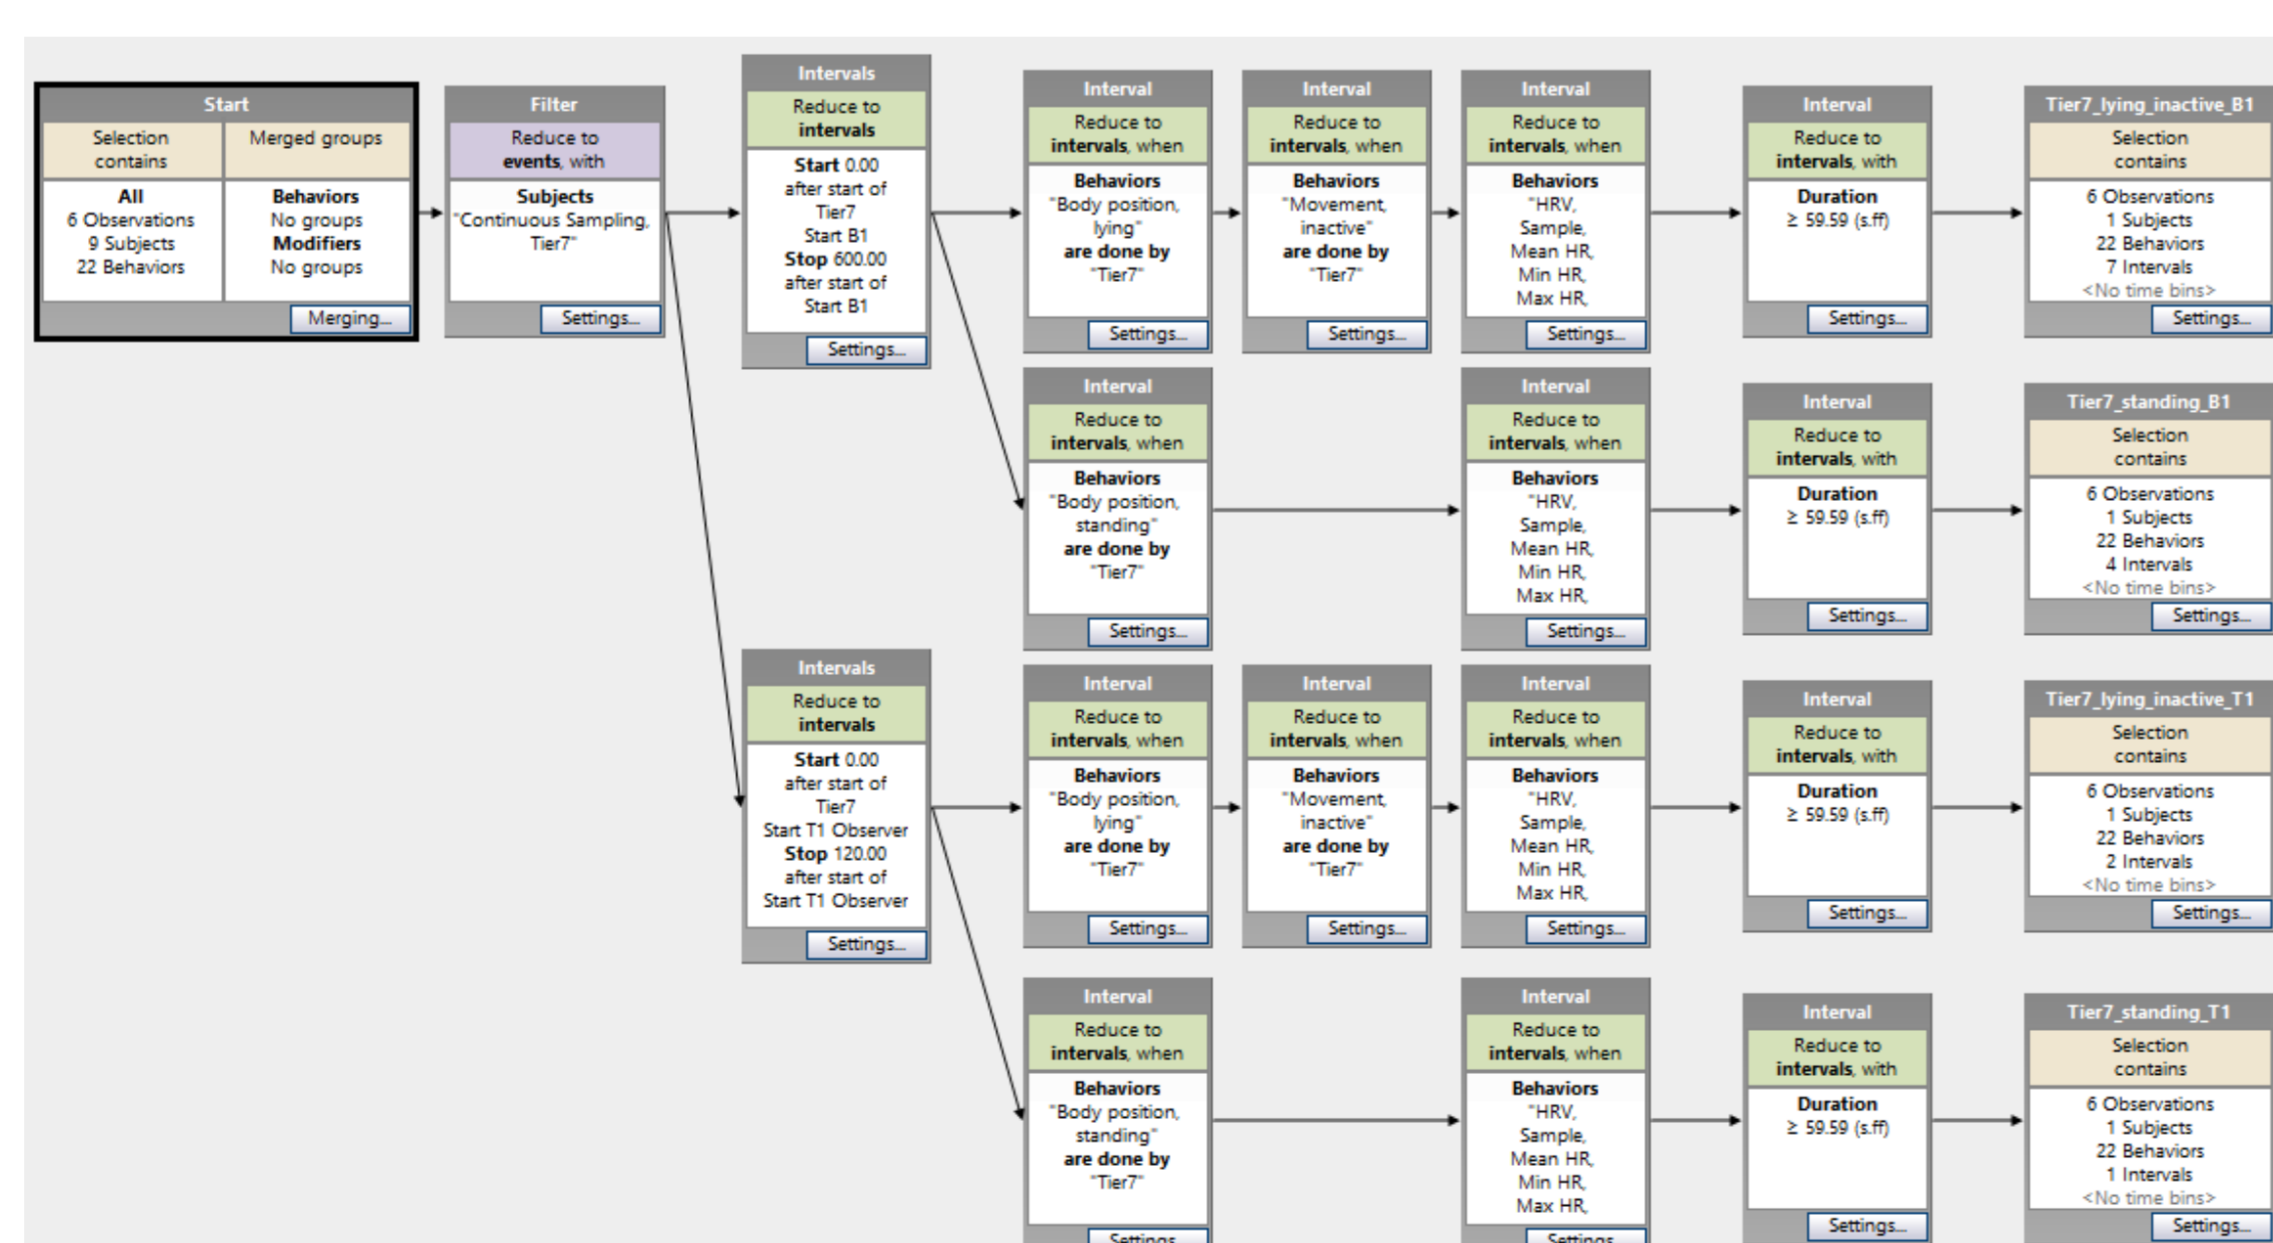 Start
Selection
contains
Merged groups
All
6 Observations
9 Subjects
22 Behaviors
Behaviors
No groups
Modifiers
No groups
Merging...
Filter
Reduce to
events, with
Subjects
"Continuous Sampling,
Tier7"
Settings...
Intervals
Reduce to
intervals
Start 0.00
after start of
Tier7
Start B1
Stop 600.00
after start of
Start B1
Settings...
Interval
Reduce to
intervals, when
Behaviors
"Body position,
lying"
are done by
"Tier7"
Settings...
Interval
Reduce to
intervals, when
Behaviors
"Movement,
inactive"
are done by
"Tier7"
Settings...
Interval
Reduce to
intervals, when
Behaviors
"HRV,
Sample,
Mean HR,
Min HR,
Max HR,
Settings...
Interval
Reduce to
intervals, with
Duration
≥ 59.59 (s.ff)
Settings...
Tier7_lying_inactive_B1
Selection
contains
6 Observations
1 Subjects
22 Behaviors
7 Intervals
<No time bins>
Settings...
Interval
Reduce to
intervals, when
Behaviors
"Body position,
standing"
are done by
"Tier7"
Settings...
Interval
Reduce to
intervals, when
Behaviors
"HRV,
Sample,
Mean HR,
Min HR,
Max HR,
Settings...
Interval
Reduce to
intervals, with
Duration
≥ 59.59 (s.ff)
Settings...
Tier7_standing_B1
Selection
contains
6 Observations
1 Subjects
22 Behaviors
4 Intervals
<No time bins>
Settings...
Intervals
Reduce to
intervals
Start 0.00
after start of
Tier7
Start T1 Observer
Stop 120.00
after start of
Start T1 Observer
Settings...
Interval
Reduce to
intervals, when
Behaviors
"Body position,
lying"
are done by
"Tier7"
Settings...
Interval
Reduce to
intervals, when
Behaviors
"Movement,
inactive"
are done by
"Tier7"
Settings...
Interval
Reduce to
intervals, when
Behaviors
"HRV,
Sample,
Mean HR,
Min HR,
Max HR,
Settings...
Interval
Reduce to
intervals, with
Duration
≥ 59.59 (s.ff)
Settings...
Tier7_lying_inactive_T1
Selection
contains
6 Observations
1 Subjects
22 Behaviors
2 Intervals
<No time bins>
Settings...
Interval
Reduce to
intervals, when
Behaviors
"Body position,
standing"
are done by
"Tier7"
Settings...
Interval
Reduce to
intervals, when
Behaviors
"HRV,
Sample,
Mean HR,
Min HR,
Max HR,
Settings...
Interval
Reduce to
intervals, with
Duration
≥ 59.59 (s.ff)
Settings...
Tier7_standing_T1
Selection
contains
6 Observations
1 Subjects
22 Behaviors
1 Intervals
<No time bins>
Settings...